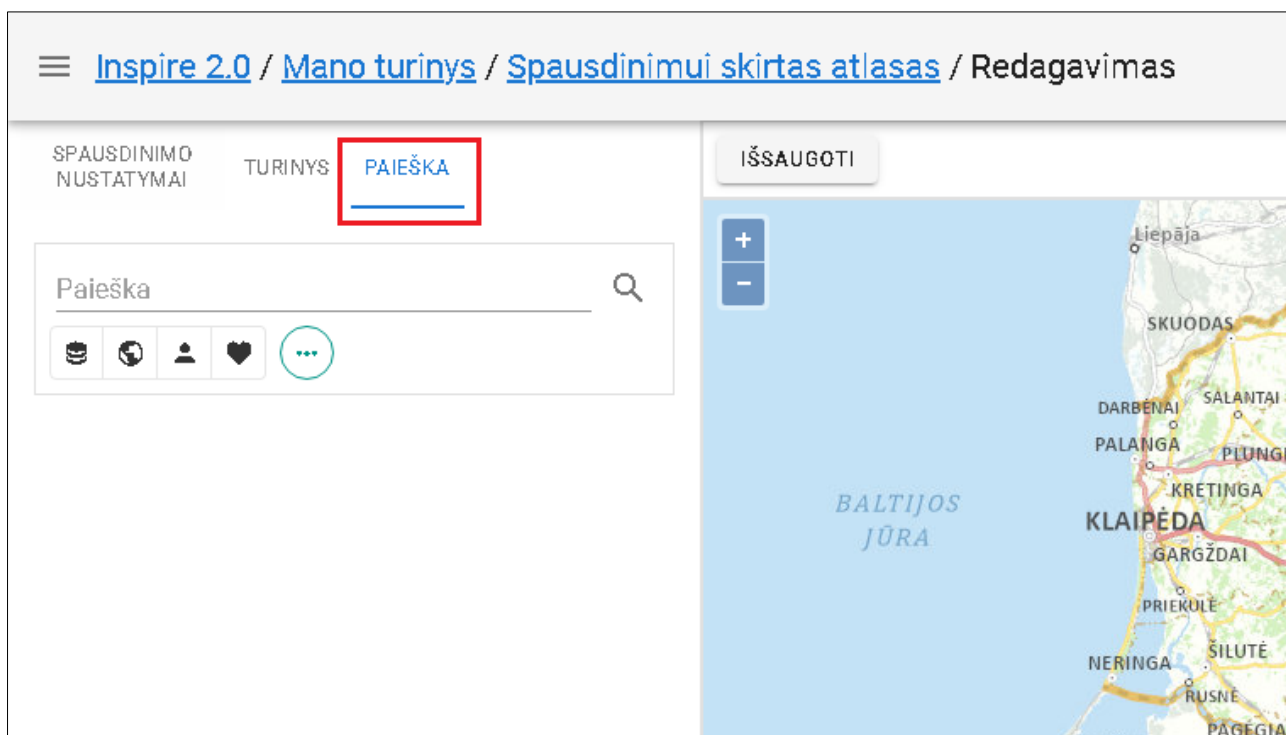 Inspire 2.0 / Mano turinys / Spausdinimui skirtas atlasas / Redagavimas
SPAUSDINIMO
NUSTATYMAI
TURINYS
PAIEŠKA
IŠSAUGOTI
Paieška
+
−
Liepāja
SKUODAS
DARBĖNAI
SALANTAI
PALANGA
PLUNGĖ
KRETINGA
BALTIJOS
JŪRA
KLAIPĖDA
GARGŽDAI
PRIEKULĖ
ŠILUTĖ
NERINGA
RUSNĖ